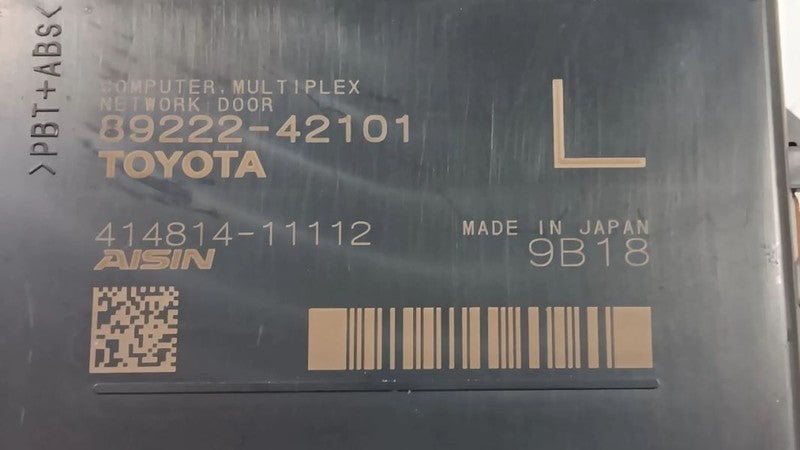 >PBT+ABS<
COMPUTER, MULTIPLEX
NETWORK DOOR
89222-42101
TOYOTA
L
414814-11112
AISIN
MADE IN JAPAN
9B18